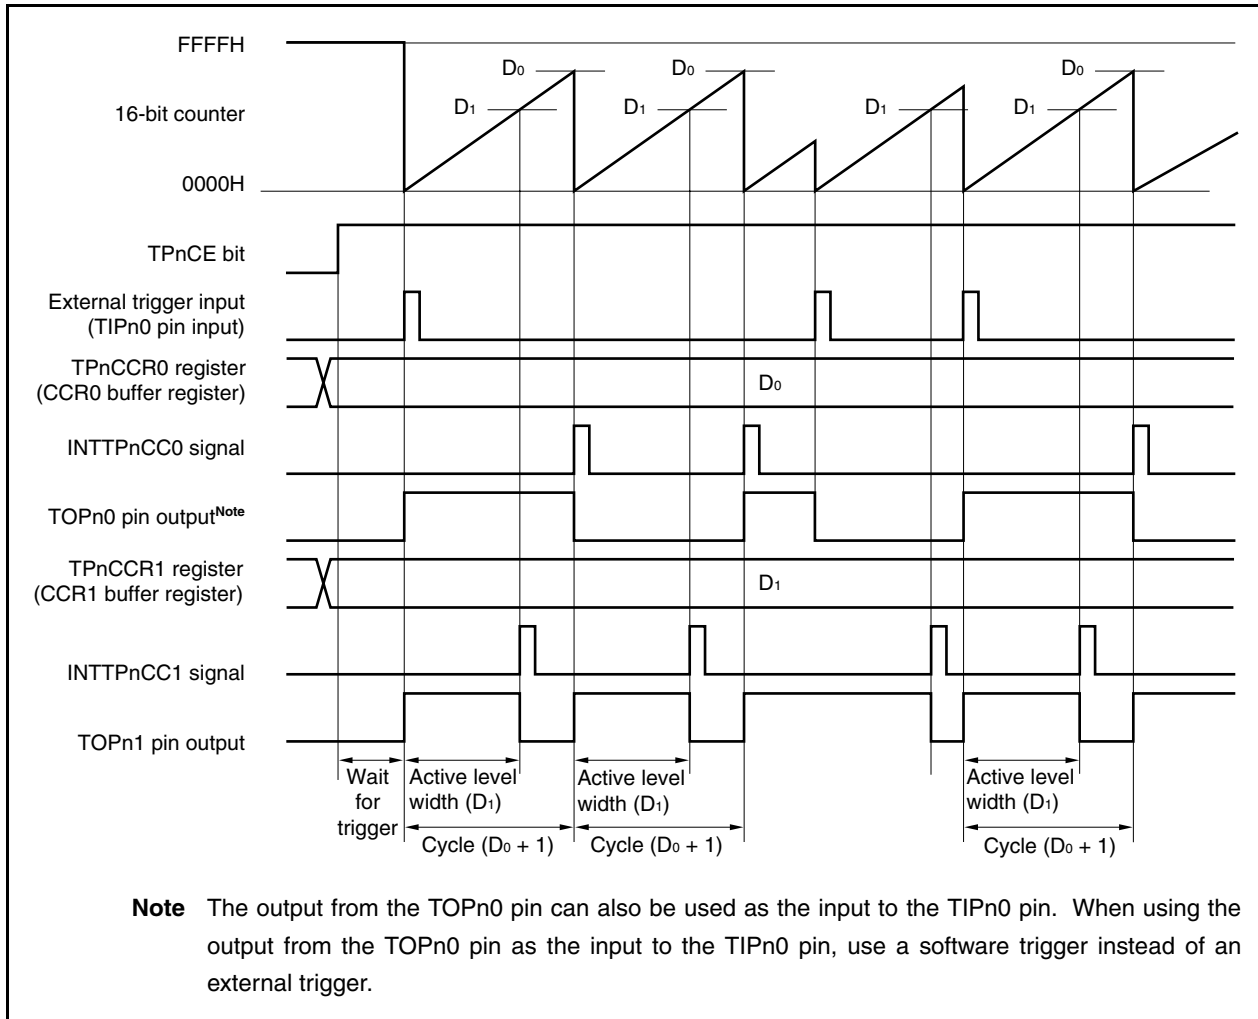 FFFFH
D0
D0
D0
16-bit counter
D1
D1
D1
D1
0000H
TPnCE bit
External trigger input
(TIPn0 pin input)
TPnCCR0 register
(CCR0 buffer register)
D0
INTTPnCC0 signal
TOPn0 pin outputNote
TPnCCR1 register
(CCR1 buffer register)
D1
INTTPnCC1 signal
TOPn1 pin output
Wait
for
trigger
Active level
width (D1)
Active level
width (D1)
Active level
width (D1)
Cycle (D0 + 1)
Cycle (D0 + 1)
Cycle (D0 + 1)
Note The output from the TOPn0 pin can also be used as the input to the TIPn0 pin. When using the
output from the TOPn0 pin as the input to the TIPn0 pin, use a software trigger instead of an
external trigger.